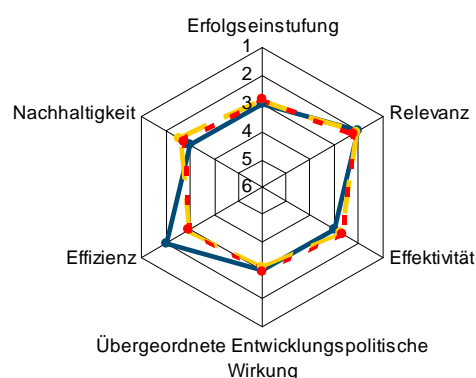 Erfolgseinstufung
1
2
3
4
5
6
Nachhaltigkeit
Relevanz
Effizienz
Effektivität
Übergeordnete Entwicklungspolitische
Wirkung